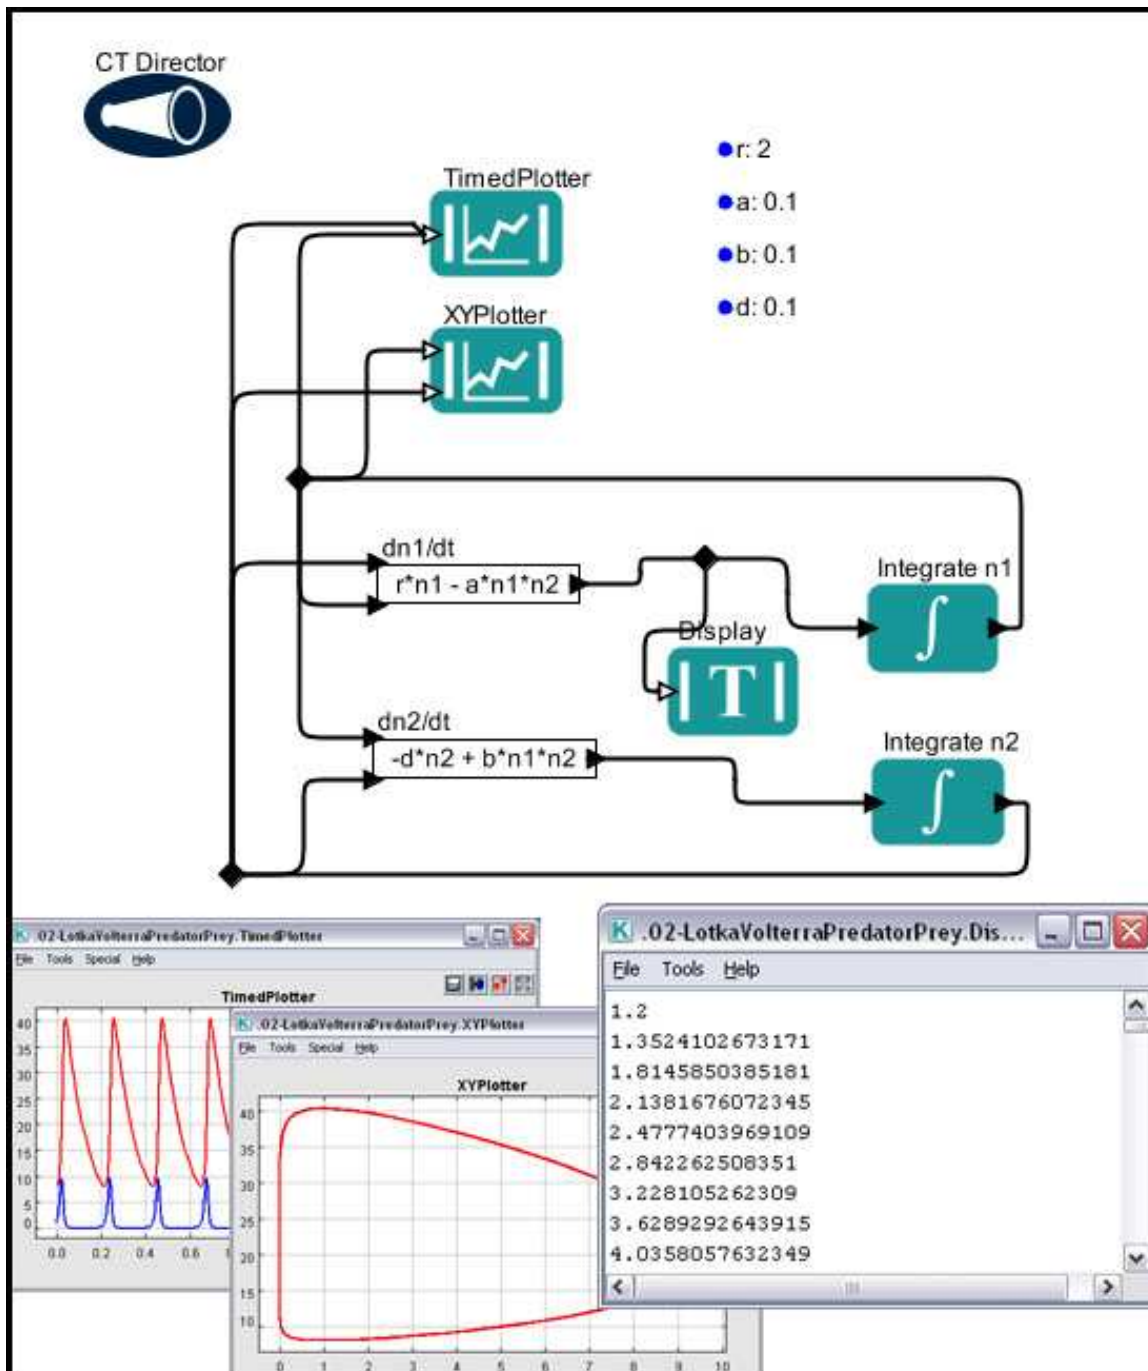 CT Director
TimedPlotter
r: 2
a: 0.1
b: 0.1
d: 0.1
XYPlotter
dn1/dt
r*n1 - a*n1*n2
Integrate n1
∫
Display
T
dn2/dt
-d*n2 + b*n1*n2
Integrate n2
∫
.02-LotkaVolterraPredatorPrey.TimedPlotter
File Tools Special Help
TimedPlotter
40
35
30
25
20
15
10
5
0
0.0 0.2 0.4 0.6
.02-LotkaVolterraPredatorPrey.XYPlotter
File Tools Special Help
XYPlotter
40
35
30
25
20
15
10
0 1 2 3 4 5 6 7 8 9 10
K .02-LotkaVolterraPredatorPrey.Dis...
File Tools Help
1.2
1.3524102673171
1.8145850385181
2.1381676072345
2.4777403969109
2.842262508351
3.228105262309
3.6289292643915
4.0358057632349